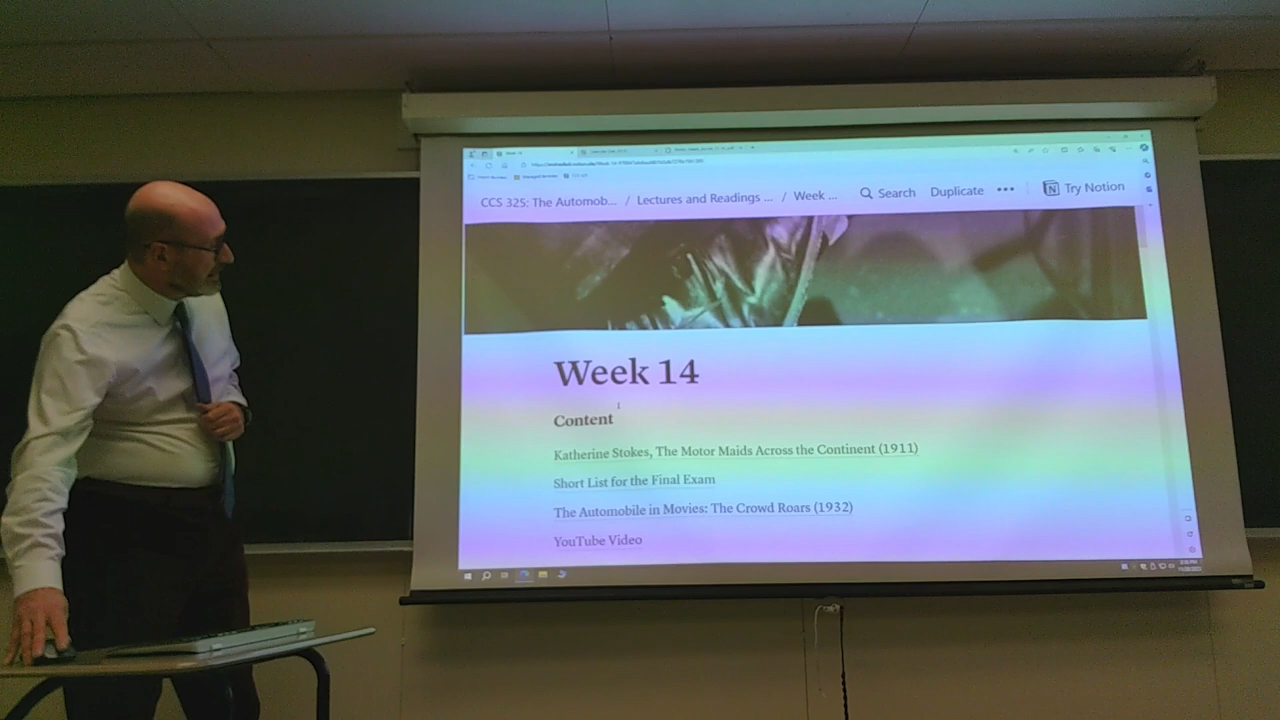 CCS 325: The Automob... / Lectures and Readings ... / Week ... Search Duplicate ••• Try Notion
Week 14
Content
Katherine Stokes, The Motor Maids Across the Continent (1911)
Short List for the Final Exam
The Automobile in Movies: The Crowd Roars (1932)
YouTube Video